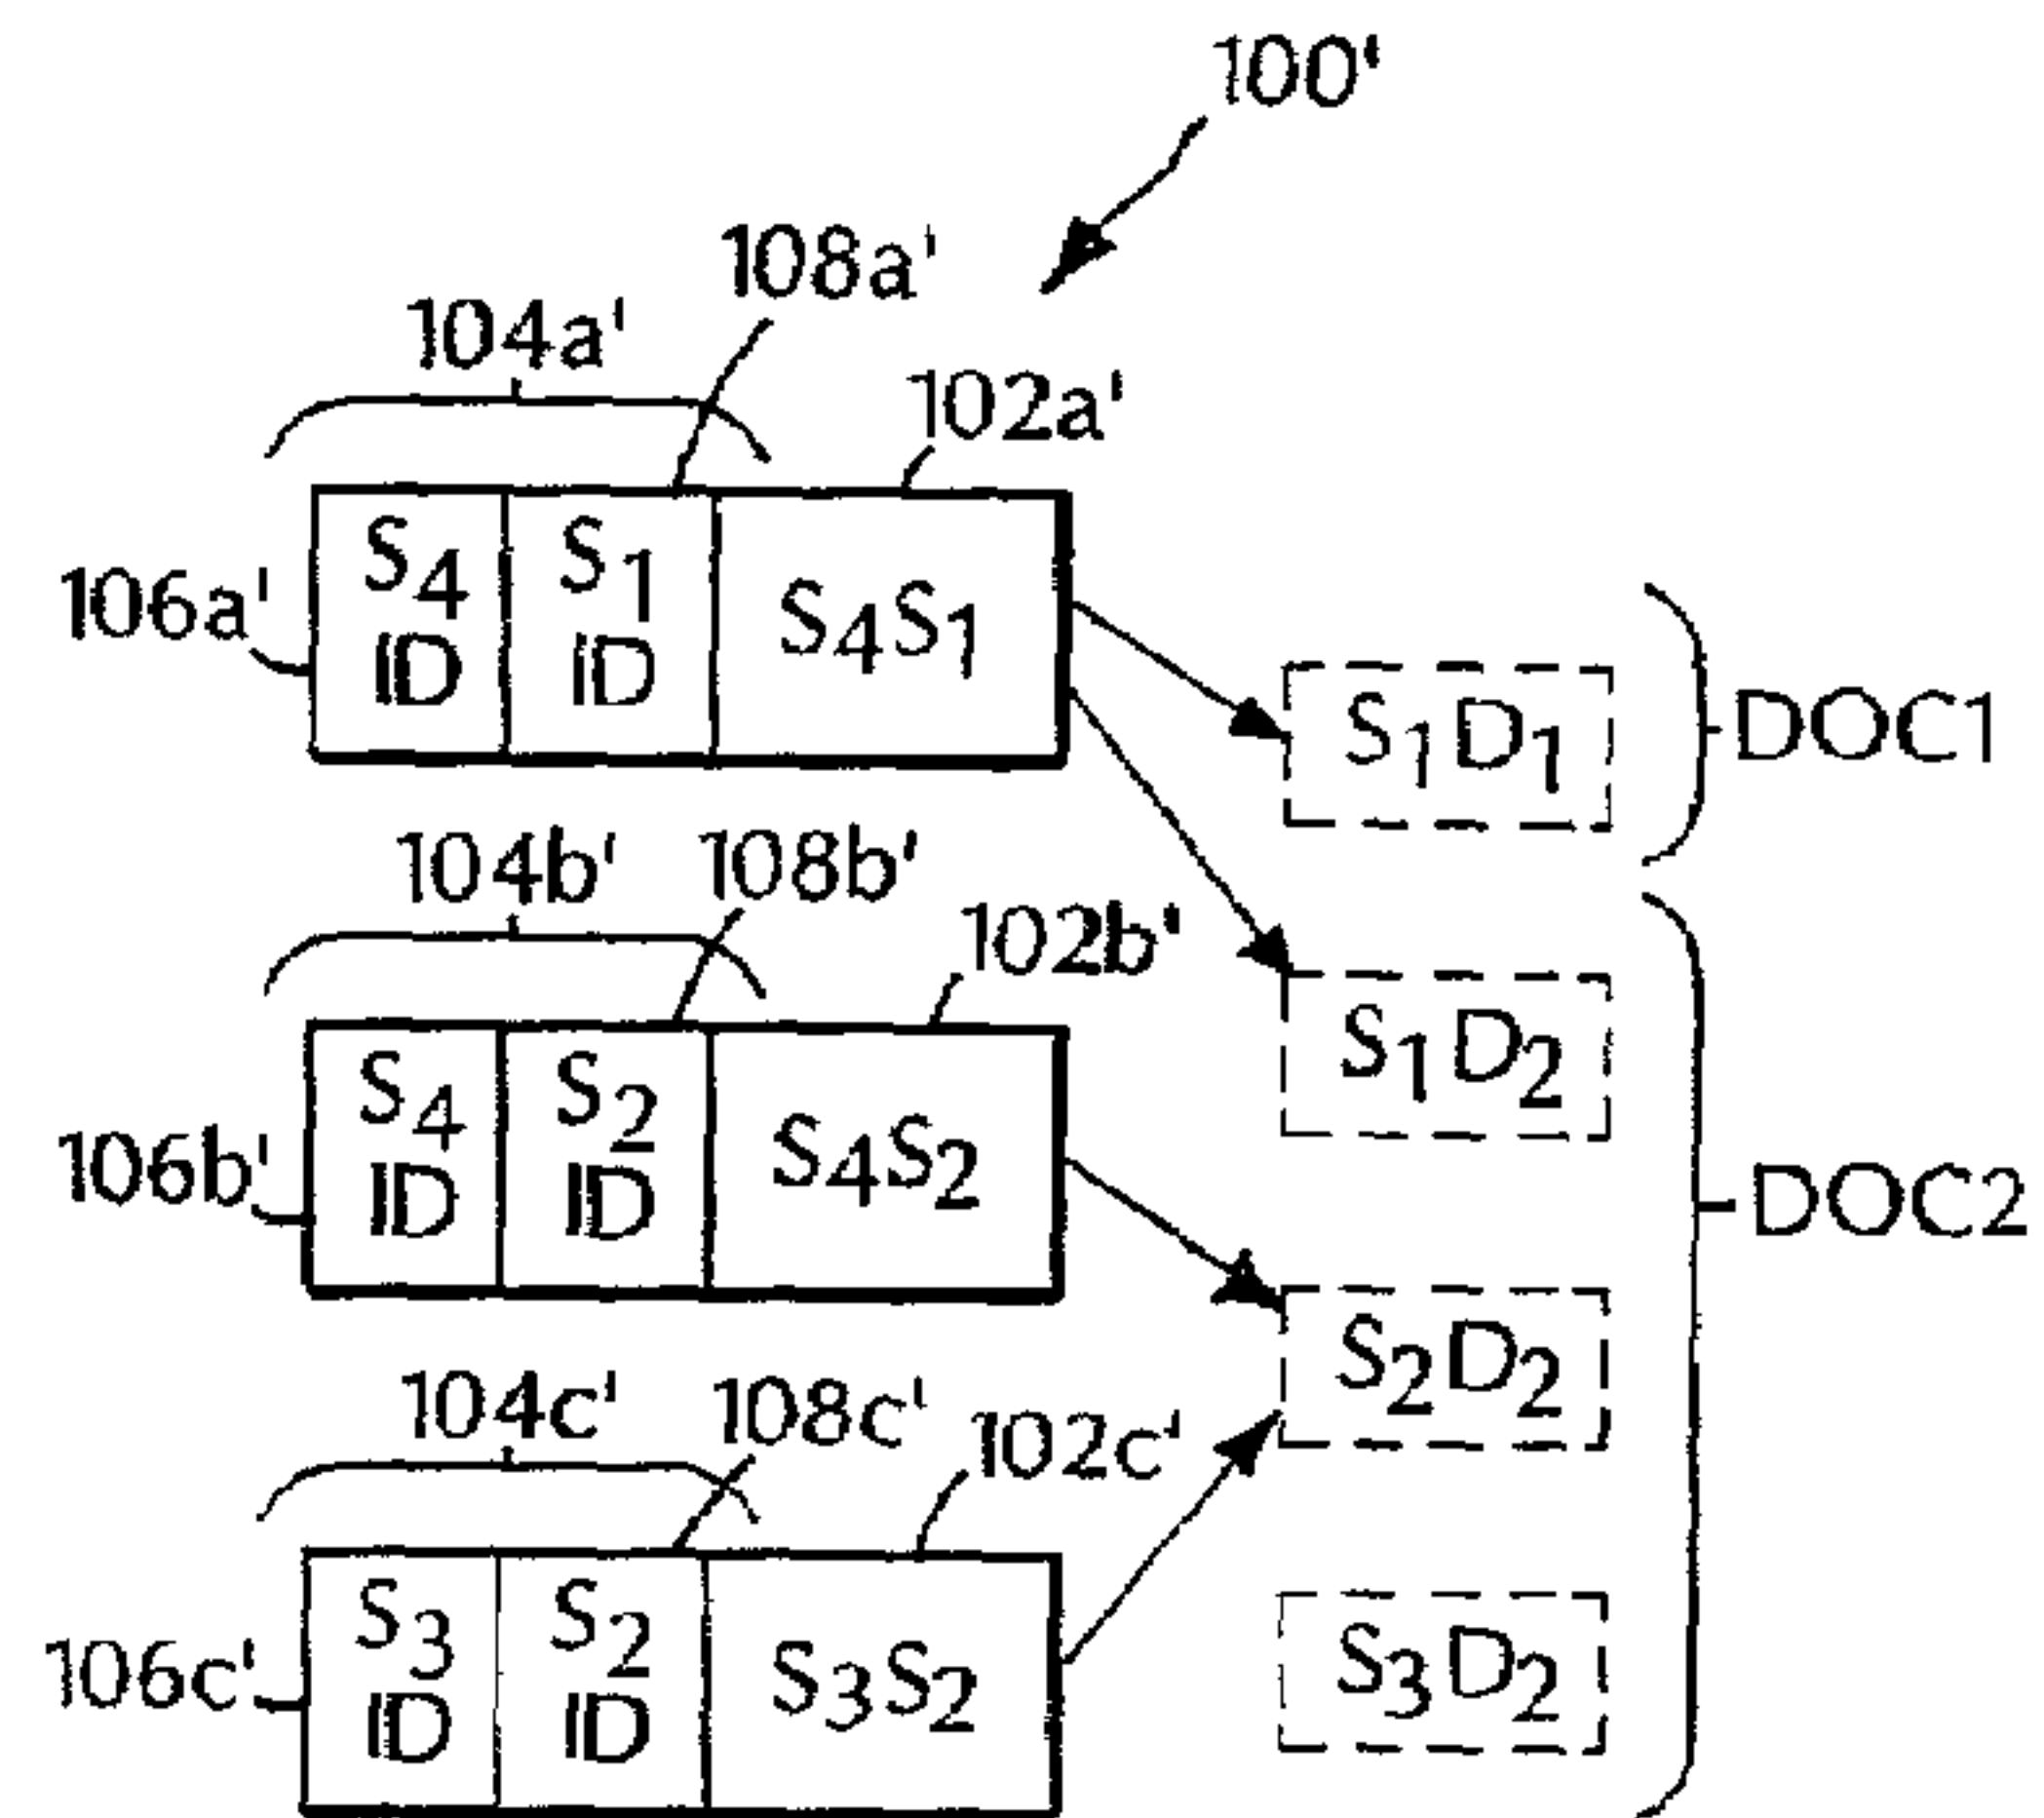 100'
108a'
104a'
102a'
S4 ID
S1 ID
S4S1
106a'
S1D1
DOC1
104b'
108b'
102b'
S1D2
S4 ID
S2 ID
S4S2
106b'
DOC2
S2D2
104c'
108c'
102c'
S3 ID
S2 ID
S3S2
106c'
S3D2